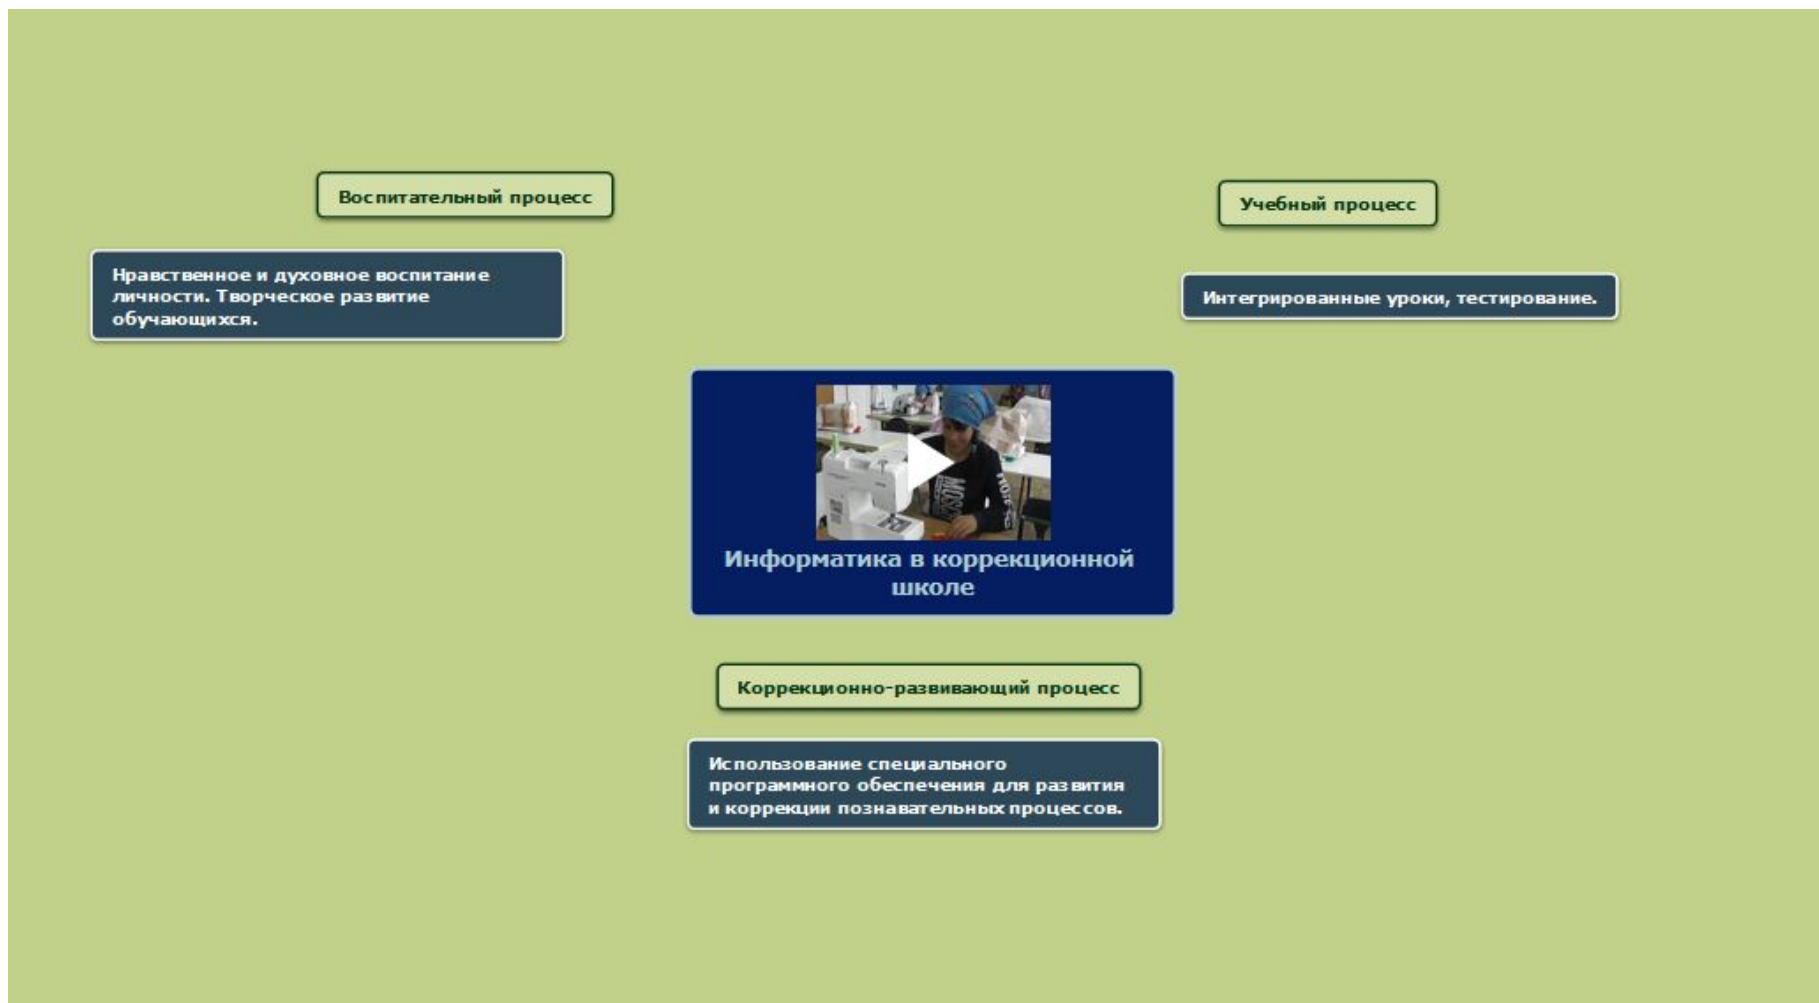 Воспитательный процесс
Нравственное и духовное воспитание
личности. Творческое развитие
обучающихся.
Учебный процесс
Интегрированные уроки, тестирование.
Информатика в коррекционной
школе
Коррекционно-развивающий процесс
Использование специального
программного обеспечения для развития
и коррекции познавательных процессов.